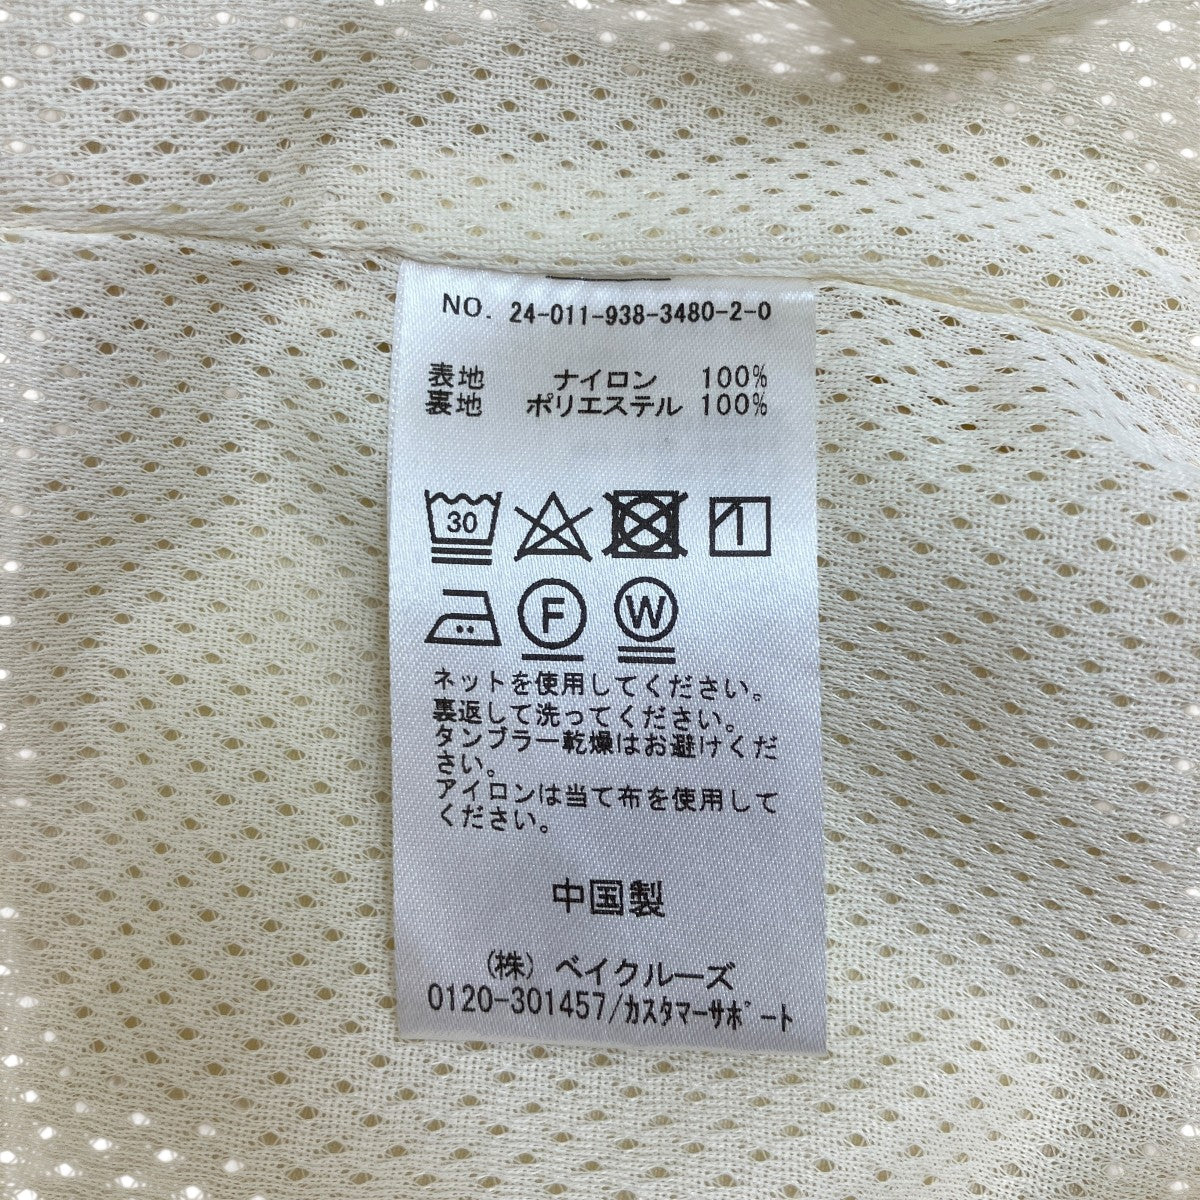 NO. 24-011-938-3480-2-0
表地 ナイロン 100%
裏地 ポリエステル 100%
30
F
W
ネットを使用してください。
裏返して洗ってください。
タンブラー乾燥はお避けくだ
さい。
アイロンは当て布を使用して
ください。
中国製
(株) ベイクルーズ
0120-301457/カスタマーサポート